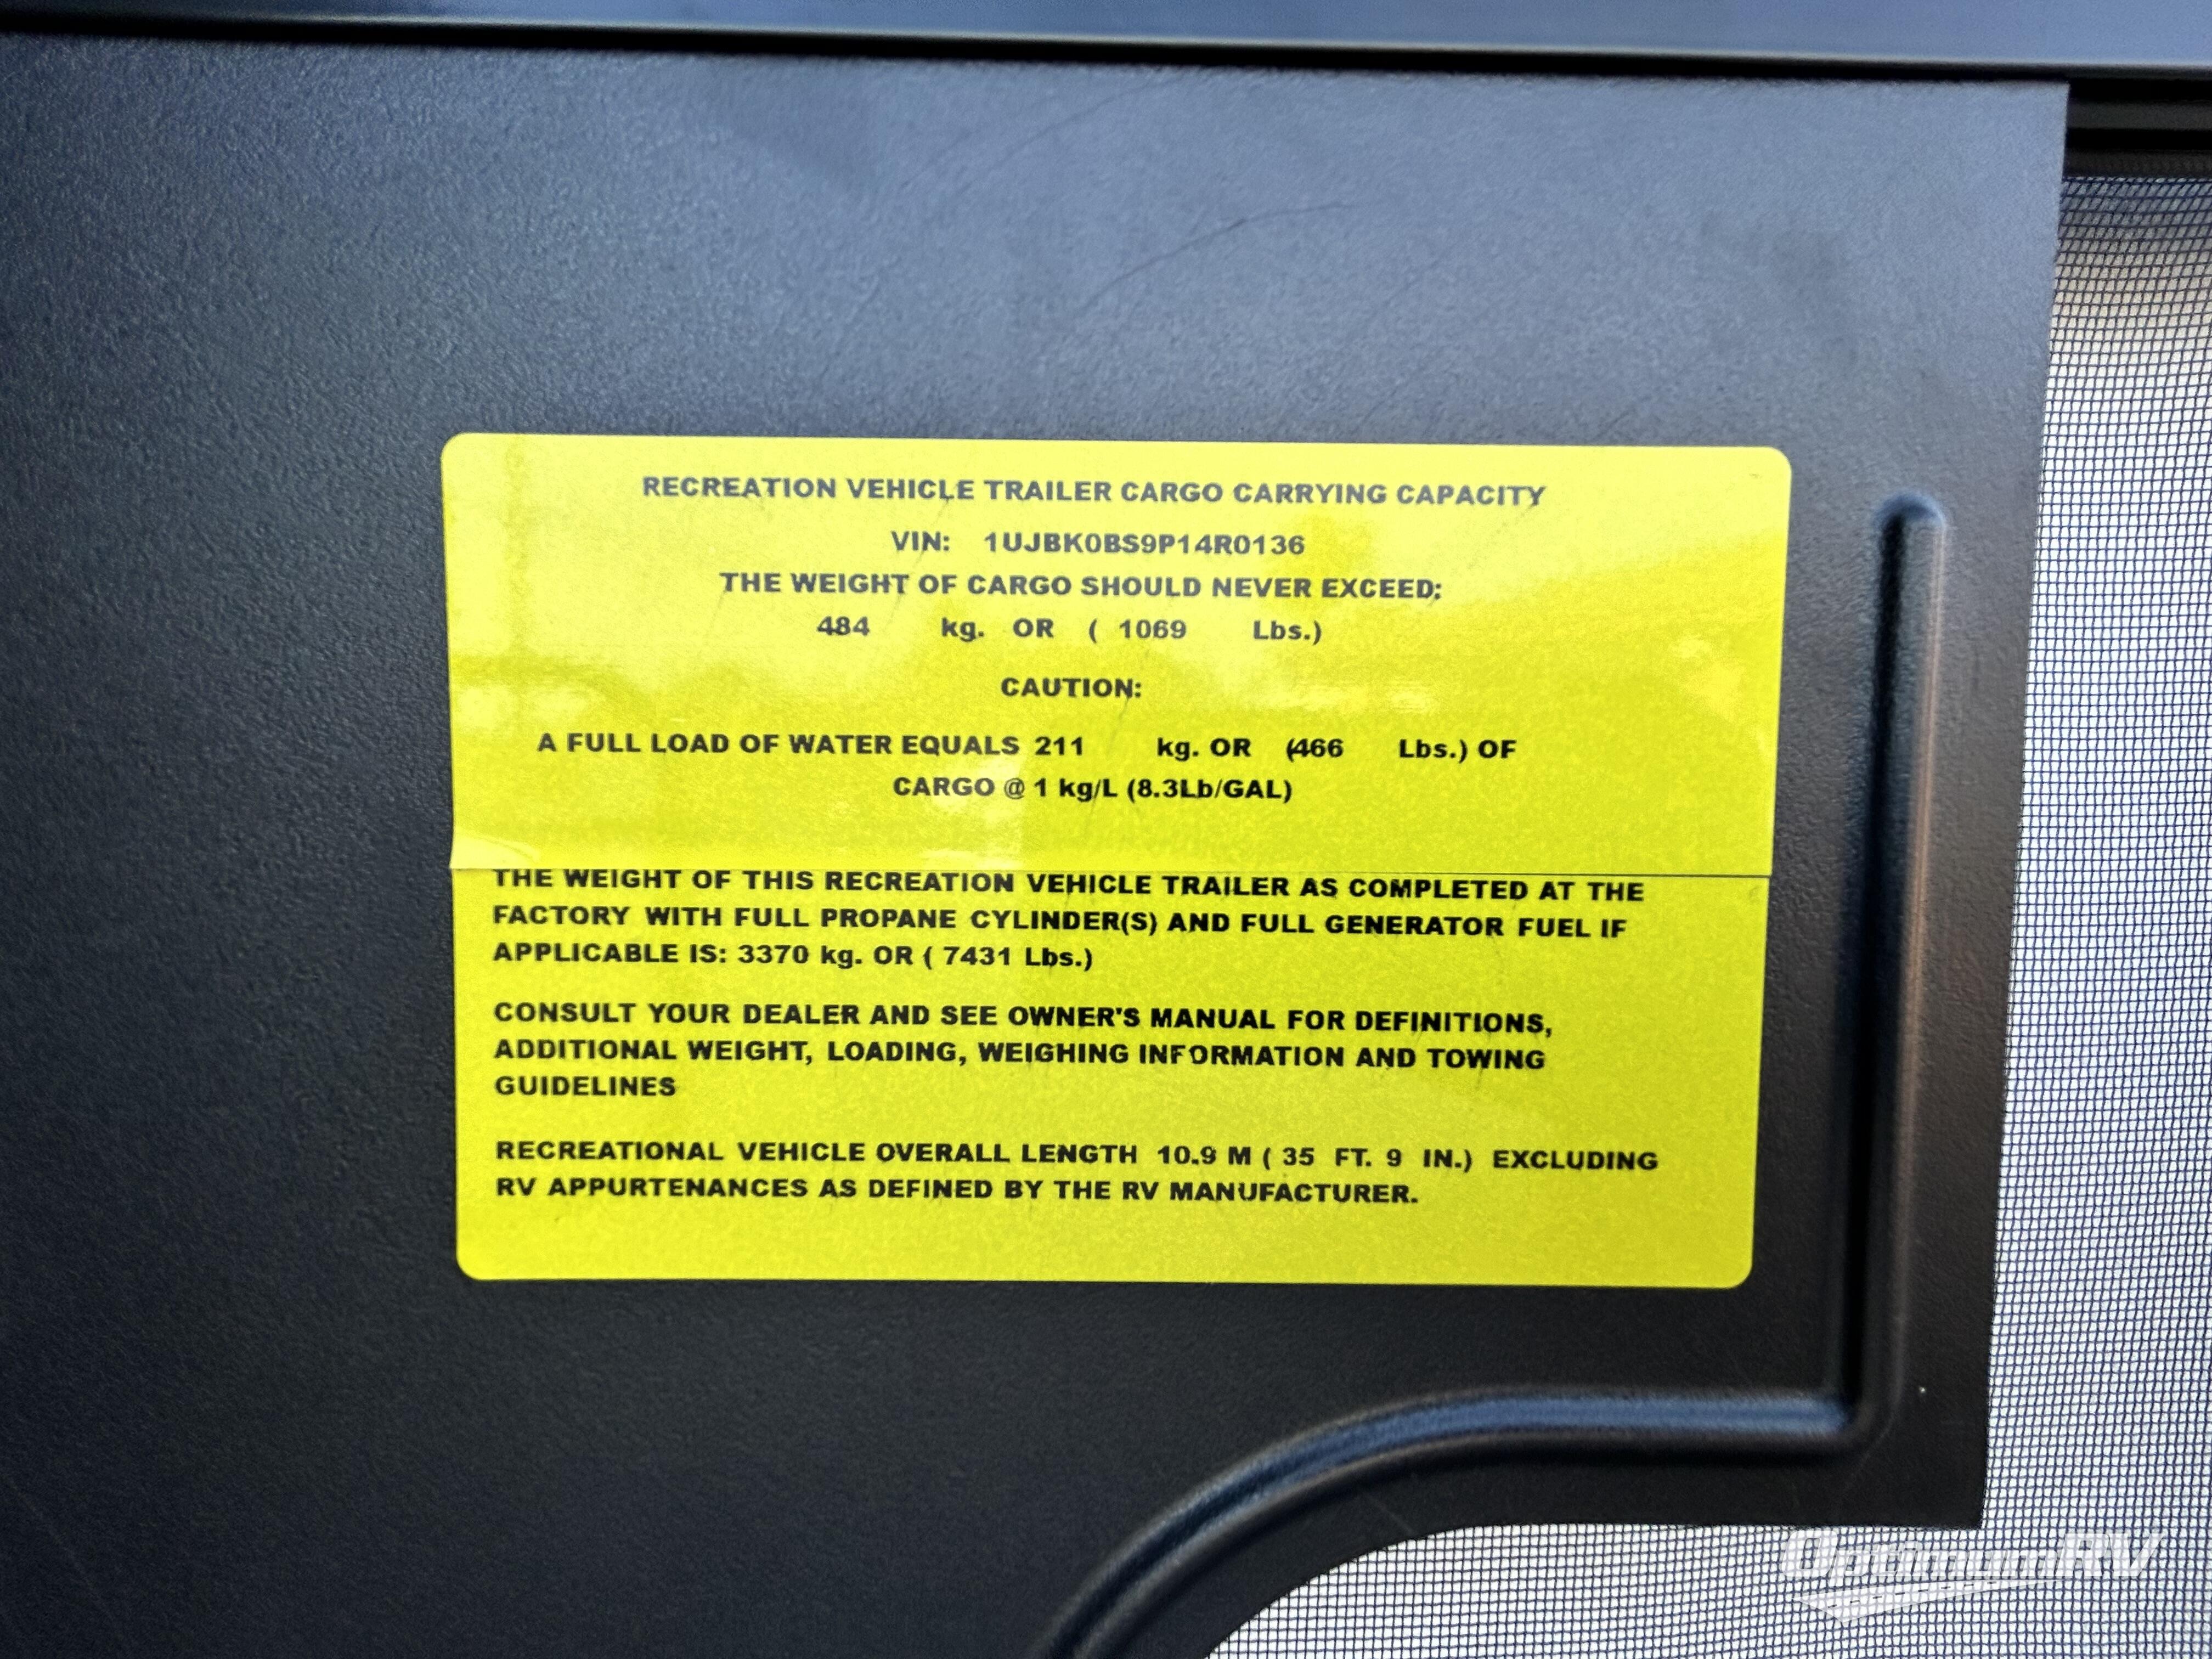 RECREATION VEHICLE TRAILER CARGO CARRYING CAPACITY
VIN: 1UJBK0BS9P14R0136
THE WEIGHT OF CARGO SHOULD NEVER EXCEED:
484 kg. OR ( 1069 Lbs.)
CAUTION:
A FULL LOAD OF WATER EQUALS 211 kg. OR (466 Lbs.) OF
CARGO @ 1 kg/L (8.3Lb/GAL)
THE WEIGHT OF THIS RECREATION VEHICLE TRAILER AS COMPLETED AT THE
FACTORY WITH FULL PROPANE CYLINDER(S) AND FULL GENERATOR FUEL IF
APPLICABLE IS: 3370 kg. OR ( 7431 Lbs.)
CONSULT YOUR DEALER AND SEE OWNER'S MANUAL FOR DEFINITIONS,
ADDITIONAL WEIGHT, LOADING, WEIGHING INFORMATION AND TOWING
GUIDELINES
RECREATIONAL VEHICLE OVERALL LENGTH 10.9 M ( 35 FT. 9 IN.) EXCLUDING
RV APPURTENANCES AS DEFINED BY THE RV MANUFACTURER.
OptimumRV